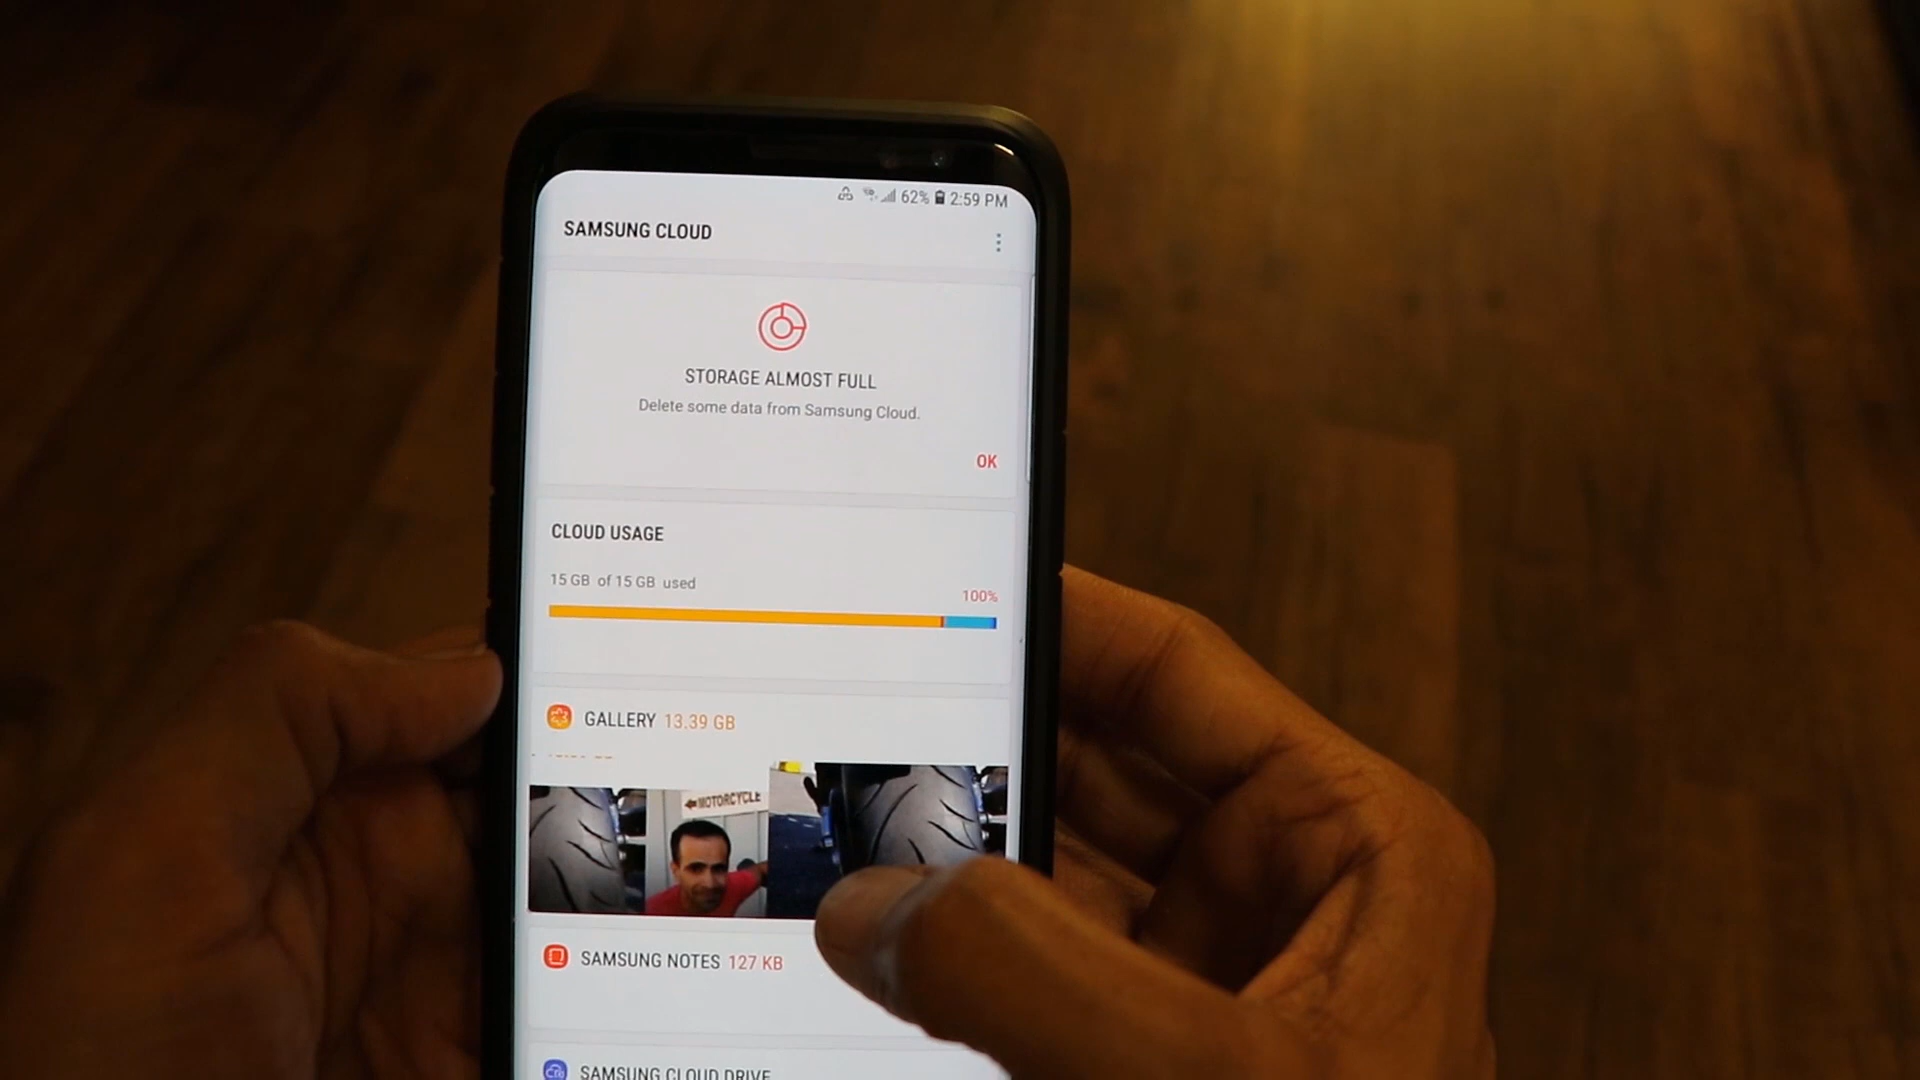 62% 2:59 PM
SAMSUNG CLOUD
STORAGE ALMOST FULL
Delete some data from Samsung Cloud.
OK
CLOUD USAGE
15 GB of 15 GB used
100%
GALLERY 13.39 GB
MOTORCYCLE
SAMSUNG NOTES 127 KB
SAMSUNG CLOUD DRIVE